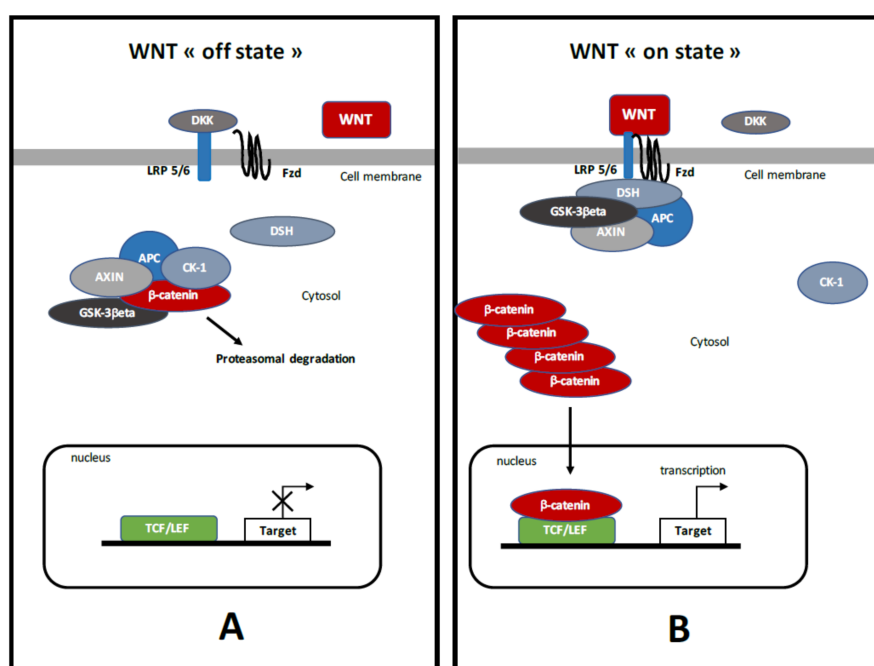 WNT « off state »
DKK
WNT
LRP 5/6
Fzd
Cell membrane
DSH
APC
AXIN
CK-1
β-catenin
GSK-3βeta
Cytosol
Proteasomal degradation
nucleus
TCF/LEF
Target
A
WNT « on state »
WNT
DKK
LRP 5/6
Fzd
Cell membrane
DSH
GSK-3βeta
APC
AXIN
CK-1
β-catenin
β-catenin
β-catenin
β-catenin
Cytosol
nucleus
transcription
β-catenin
TCF/LEF
Target
B